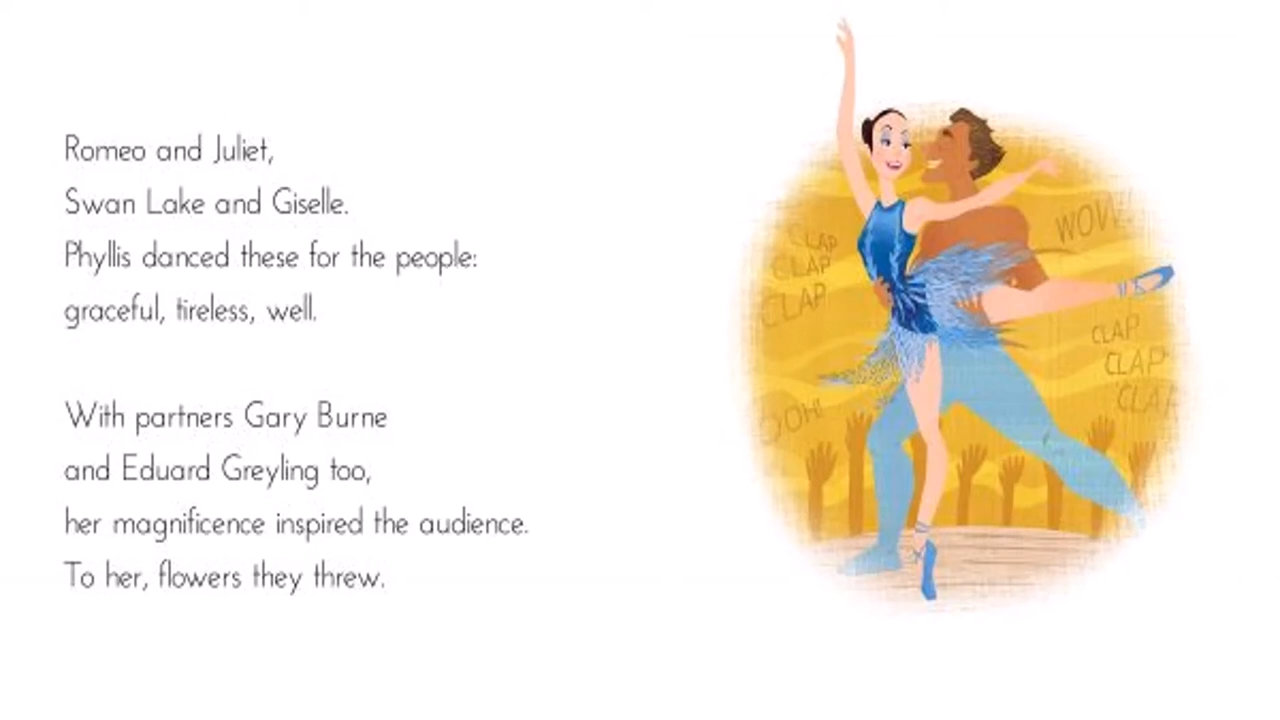 Romeo and Juliet,
Swan Lake and Giselle.
Phyllis danced these for the people:
graceful, tireless, well.
With partners Gary Burne
and Eduard Greyling too,
her magnificence inspired the audience.
To her, flowers they threw.
CLAP
CLAP
CLAP
WOW!
CLAP
CLAP
CLAP
OOH!